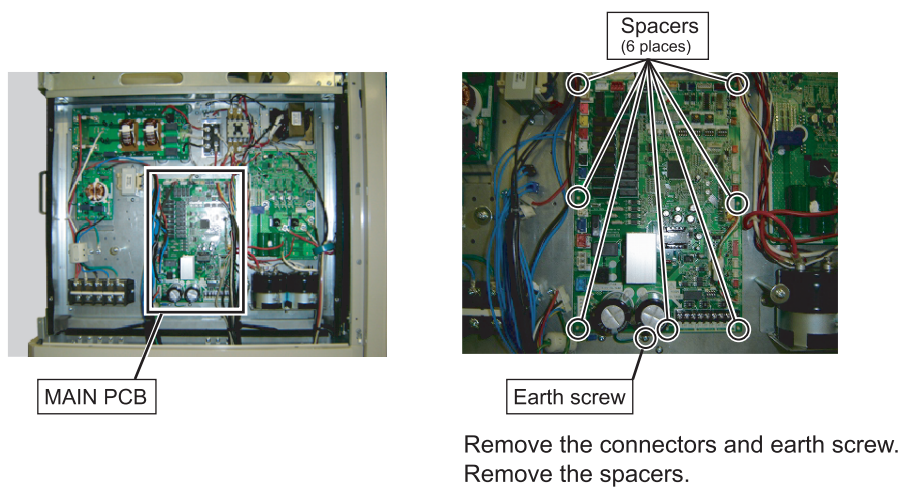 Spacers
(6 places)
MAIN PCB
Earth screw
Remove the connectors and earth screw.
Remove the spacers.